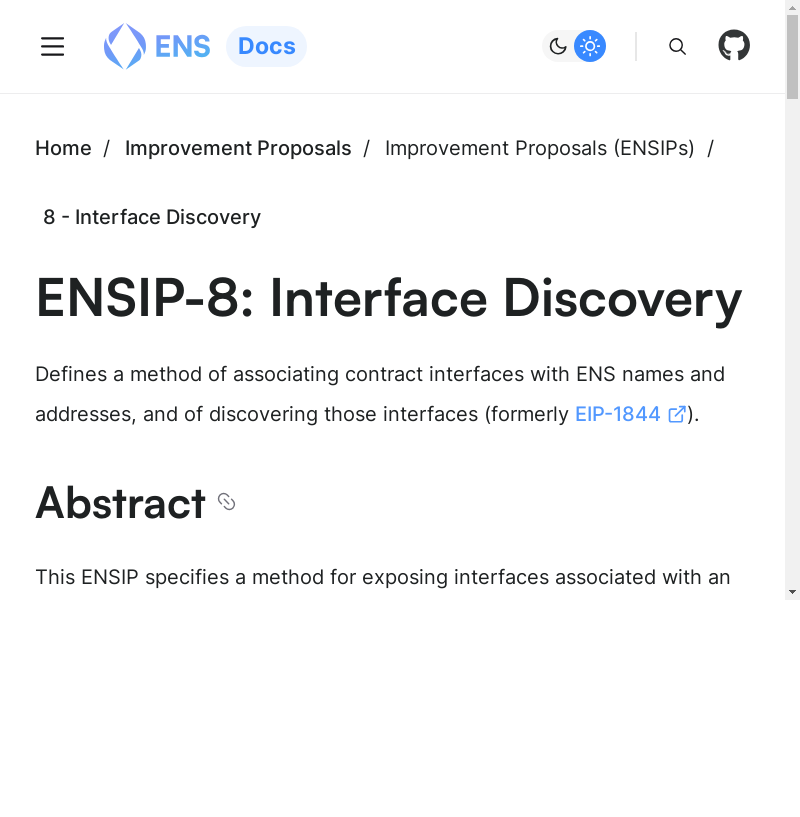 ENS Docs
Home / Improvement Proposals / Improvement Proposals (ENSIPs) /
8 - Interface Discovery
ENSIP-8: Interface Discovery
Defines a method of associating contract interfaces with ENS names and
addresses, and of discovering those interfaces (formerly EIP-1844).
Abstract
This ENSIP specifies a method for exposing interfaces associated with an